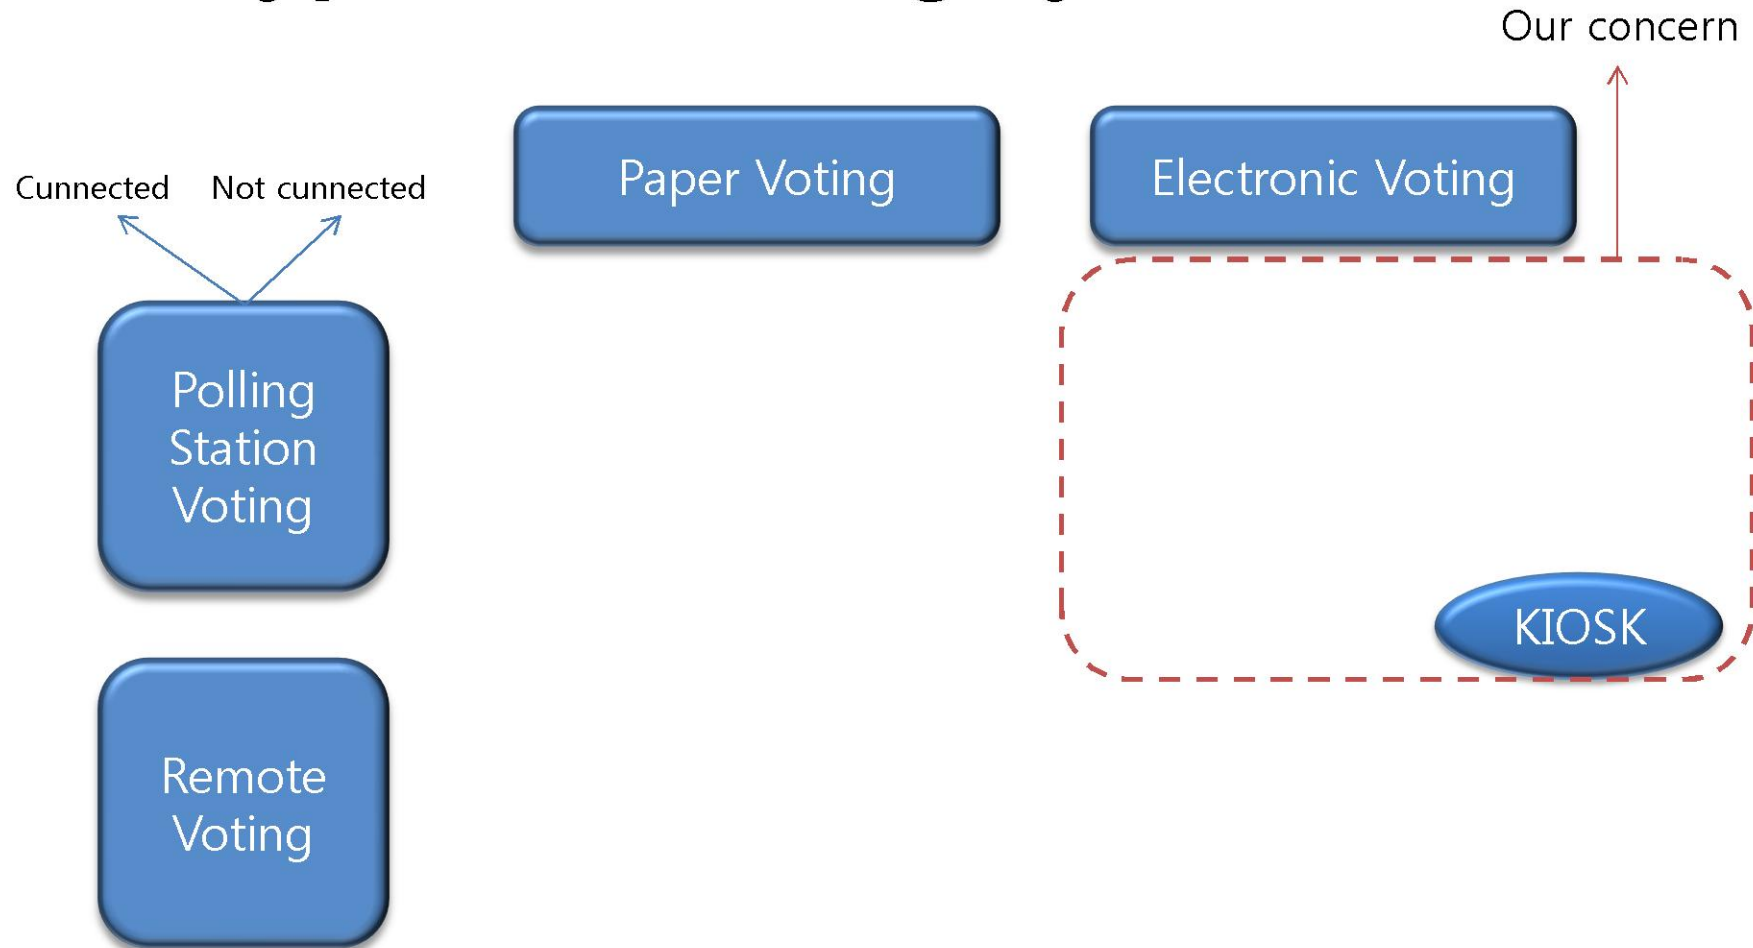 Our concern
Paper Voting
Electronic Voting
Cunnected
Not cunnected
Polling
Station
Voting
KIOSK
Remote
Voting